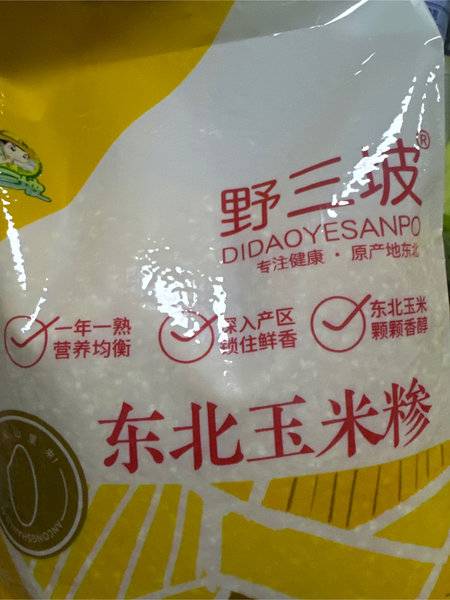 野三坡®
DIDAOYESANPO
专注健康·原产地东北
一年一熟
营养均衡
深入产区
锁住鲜香
东北玉米
颗颗香醇
东北玉米糁